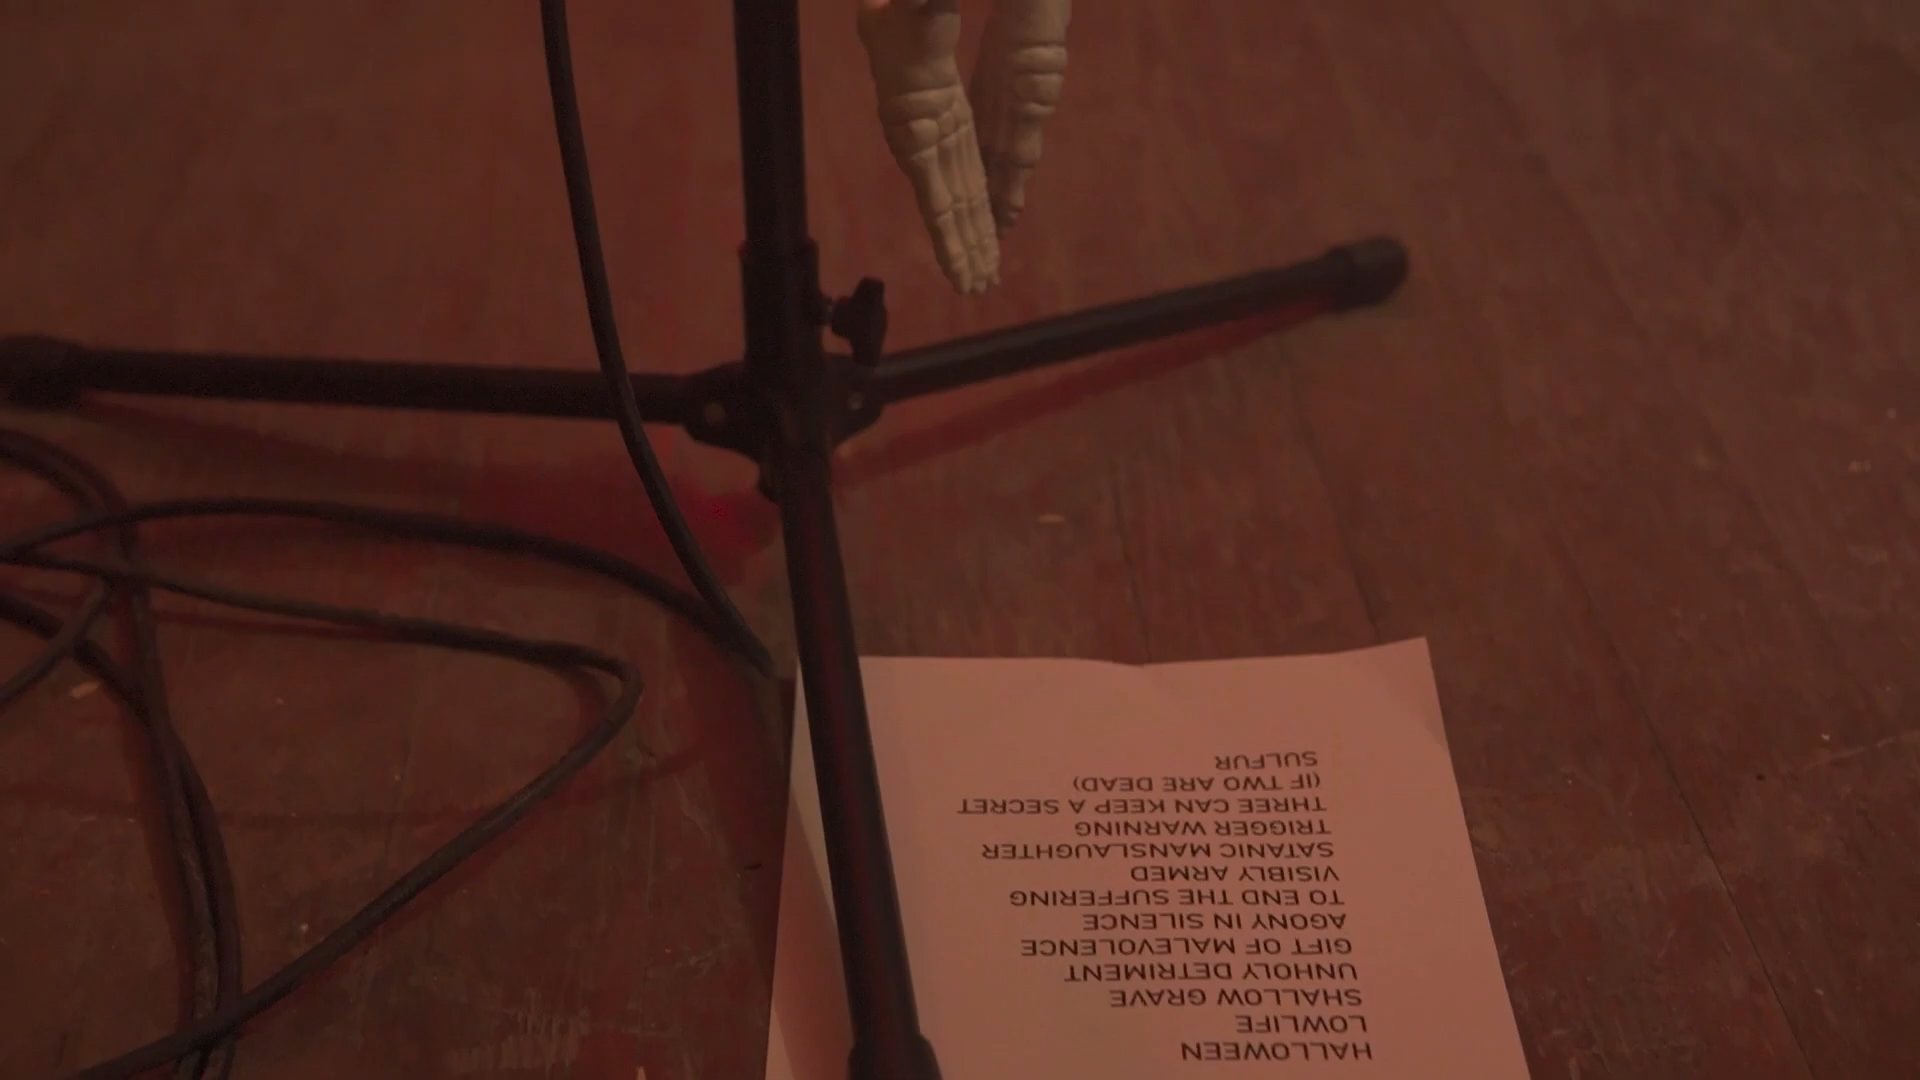 HALLOWEEN
LOWLIFE
SHALLOW GRAVE
UNHOLY DETRIMENT
GIFT OF MALEVOLENCE
AGONY IN SILENCE
TO END THE SUFFERING
VISIBLY ARMED
SATANIC MANSLAUGHTER
TRIGGER WARNING
THREE CAN KEEP A SECRET
(IF TWO ARE DEAD)
SULFUR